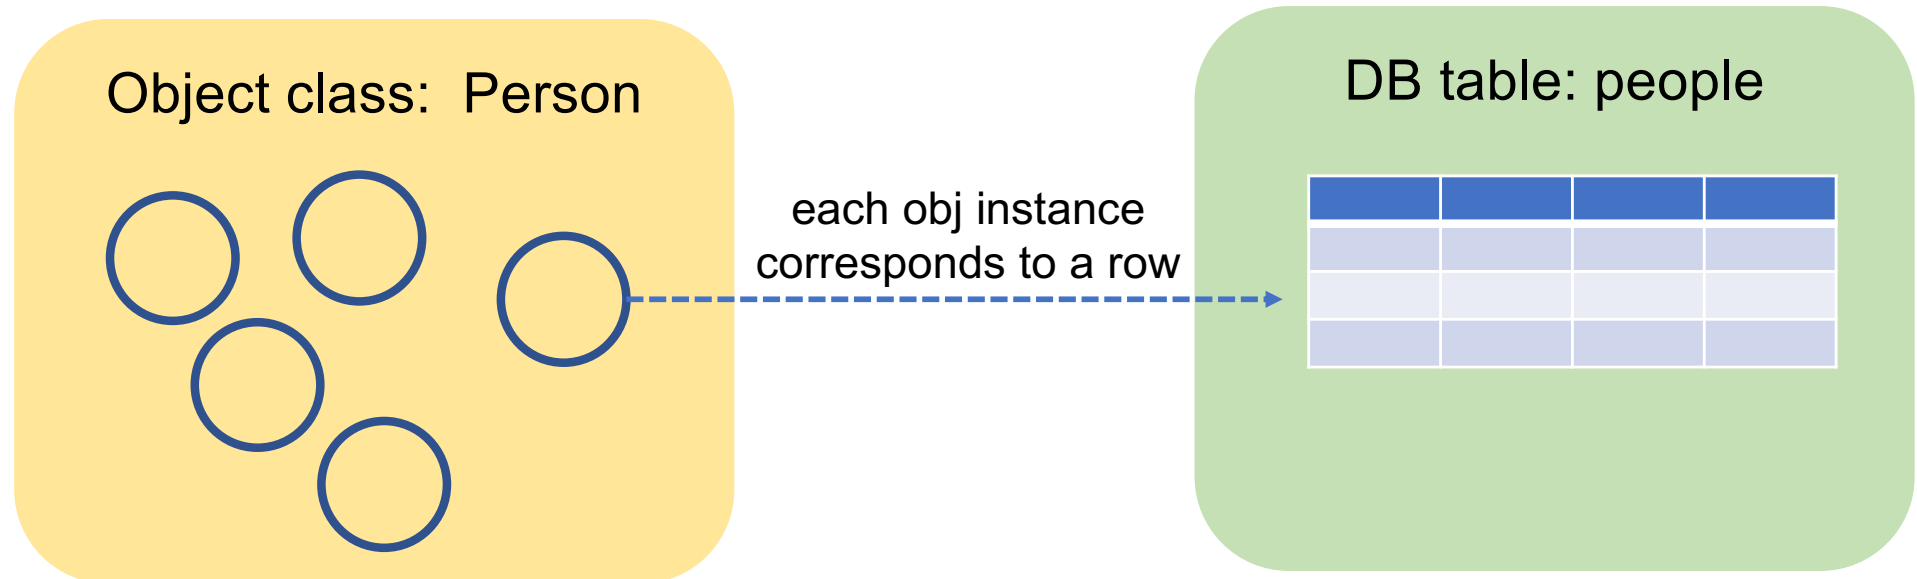 Object class:  Person
each obj instance
corresponds to a row
DB table: people